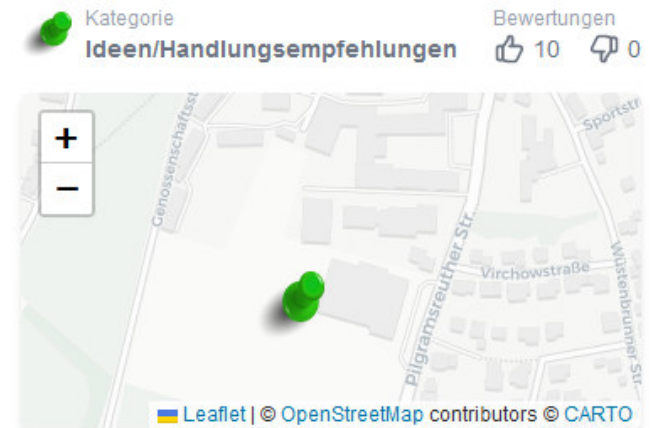 Kategorie
Ideen/Handlungsempfehlungen
Bewertungen
10 0
+
−
Genossenschaftsst
Sportstr
Pilgramsreuther Str.
Virchowstraße
Wüstenbrunner Str
Leaflet | © OpenStreetMap contributors © CARTO